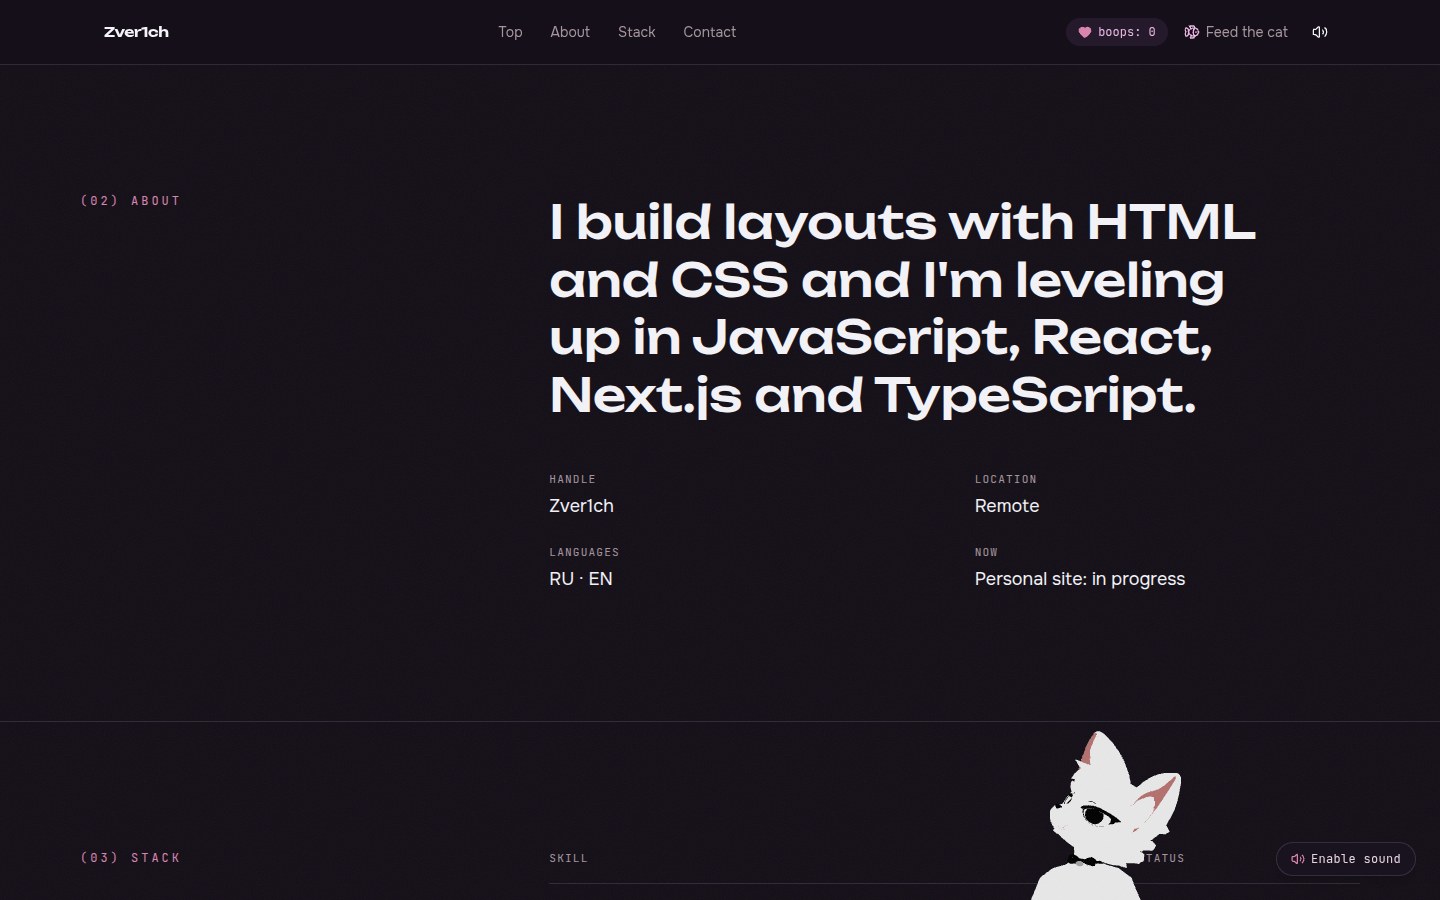 Zver1ch
Top
About
Stack
Contact
boops: 0
Feed the cat
(02) ABOUT
I build layouts with HTML
and CSS and I'm leveling
up in JavaScript, React,
Next.js and TypeScript.
HANDLE
Zver1ch
LOCATION
Remote
LANGUAGES
RU · EN
NOW
Personal site: in progress
(03) STACK
SKILL
TATUS
Enable sound